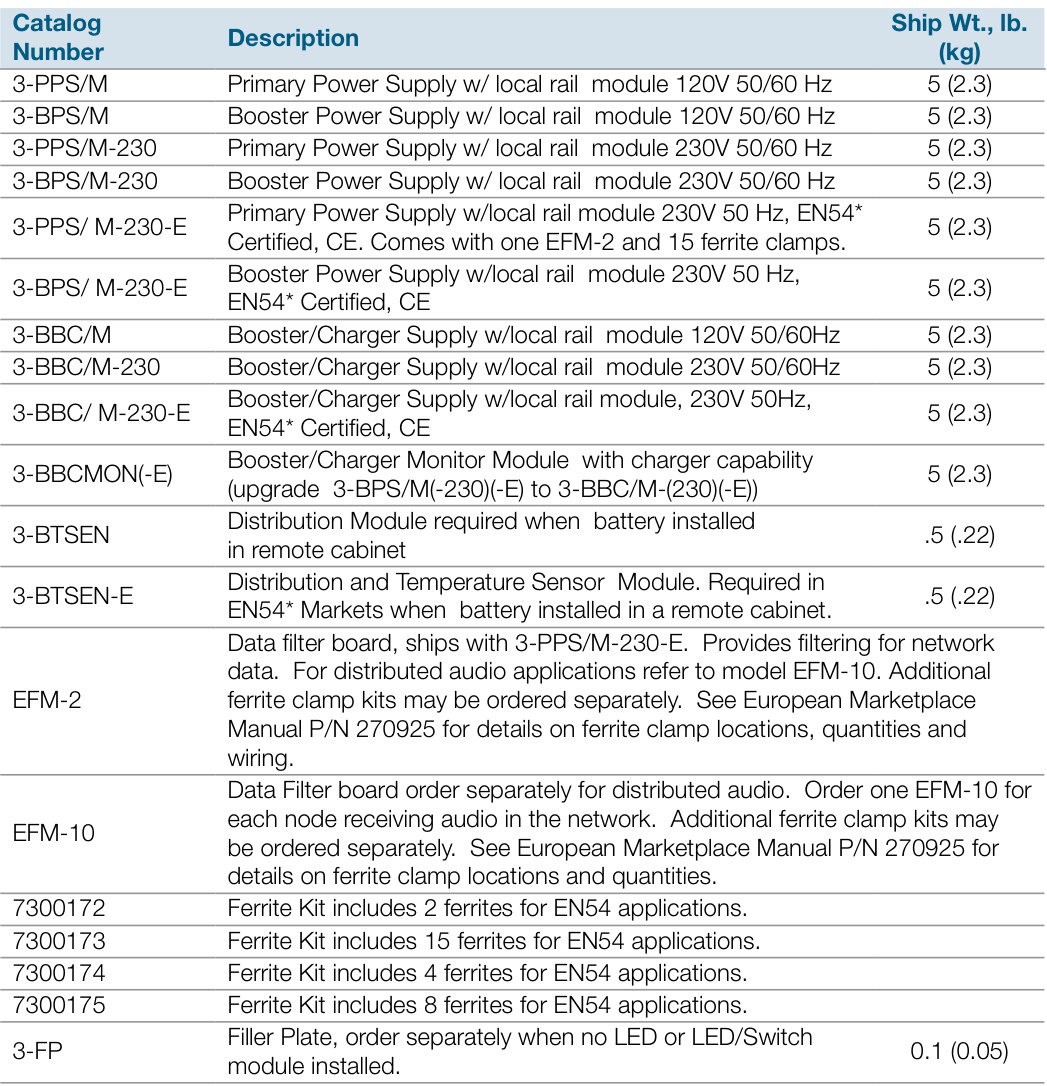 Catalog Number Description Ship Wt., lb. (kg)
3-PPS/M Primary Power Supply w/ local rail module 120V 50/60 Hz 5 (2.3)
3-BPS/M Booster Power Supply w/ local rail module 120V 50/60 Hz 5 (2.3)
3-PPS/M-230 Primary Power Supply w/ local rail module 230V 50/60 Hz 5 (2.3)
3-BPS/M-230 Booster Power Supply w/ local rail module 230V 50/60 Hz 5 (2.3)
3-PPS/ M-230-E Primary Power Supply w/local rail module 230V 50 Hz, EN54*
Certified, CE. Comes with one EFM-2 and 15 ferrite clamps. 5 (2.3)
3-BPS/ M-230-E Booster Power Supply w/local rail module 230V 50 Hz,
EN54* Certified, CE 5 (2.3)
3-BBC/M Booster/Charger Supply w/local rail module 120V 50/60Hz 5 (2.3)
3-BBC/M-230 Booster/Charger Supply w/local rail module 230V 50/60Hz 5 (2.3)
3-BBC/ M-230-E Booster/Charger Supply w/local rail module, 230V 50Hz,
EN54* Certified, CE 5 (2.3)
3-BBCMON(-E) Booster/Charger Monitor Module with charger capability
(upgrade 3-BPS/M(-230)(-E) to 3-BBC/M-(230)(-E)) 5 (2.3)
3-BTSEN Distribution Module required when battery installed
in remote cabinet .5 (.22)
3-BTSEN-E Distribution and Temperature Sensor Module. Required in
EN54* Markets when battery installed in a remote cabinet. .5 (.22)
EFM-2 Data filter board, ships with 3-PPS/M-230-E. Provides filtering for network
data. For distributed audio applications refer to model EFM-10. Additional
ferrite clamp kits may be ordered separately. See European Marketplace
Manual P/N 270925 for details on ferrite clamp locations, quantities and
wiring.
EFM-10 Data Filter board order separately for distributed audio. Order one EFM-10 for
each node receiving audio in the network. Additional ferrite clamp kits may
be ordered separately. See European Marketplace Manual P/N 270925 for
details on ferrite clamp locations and quantities.
7300172 Ferrite Kit includes 2 ferrites for EN54 applications.
7300173 Ferrite Kit includes 15 ferrites for EN54 applications.
7300174 Ferrite Kit includes 4 ferrites for EN54 applications.
7300175 Ferrite Kit includes 8 ferrites for EN54 applications.
3-FP Filler Plate, order separately when no LED or LED/Switch
module installed. 0.1 (0.05)